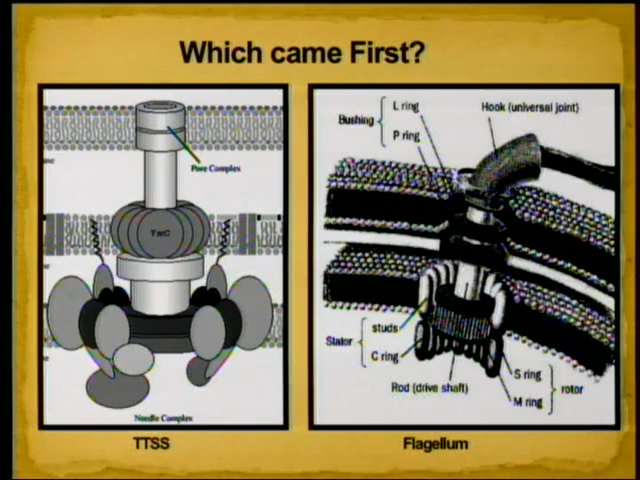 Which came First?
Pore Complex
Needle Complex
TTSS
Bushing
L ring
P ring
Hook (universal joint)
Stator
studs
C ring
Rod (drive shaft)
S ring
M ring
rotor
Flagellum